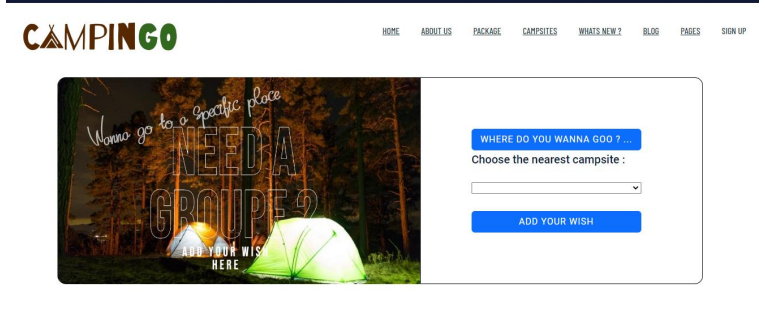 CAMPINGO
HOME ABOUT US PACKAGE CAMPSITES WHATS NEW ? BLOG PAGES SIGN UP
Wanna go to a Specific place
NEED A
GROUPE ?
ADD YOUR WISH
HERE
WHERE DO YOU WANNA GOO ? ...
Choose the nearest campsite :
ADD YOUR WISH